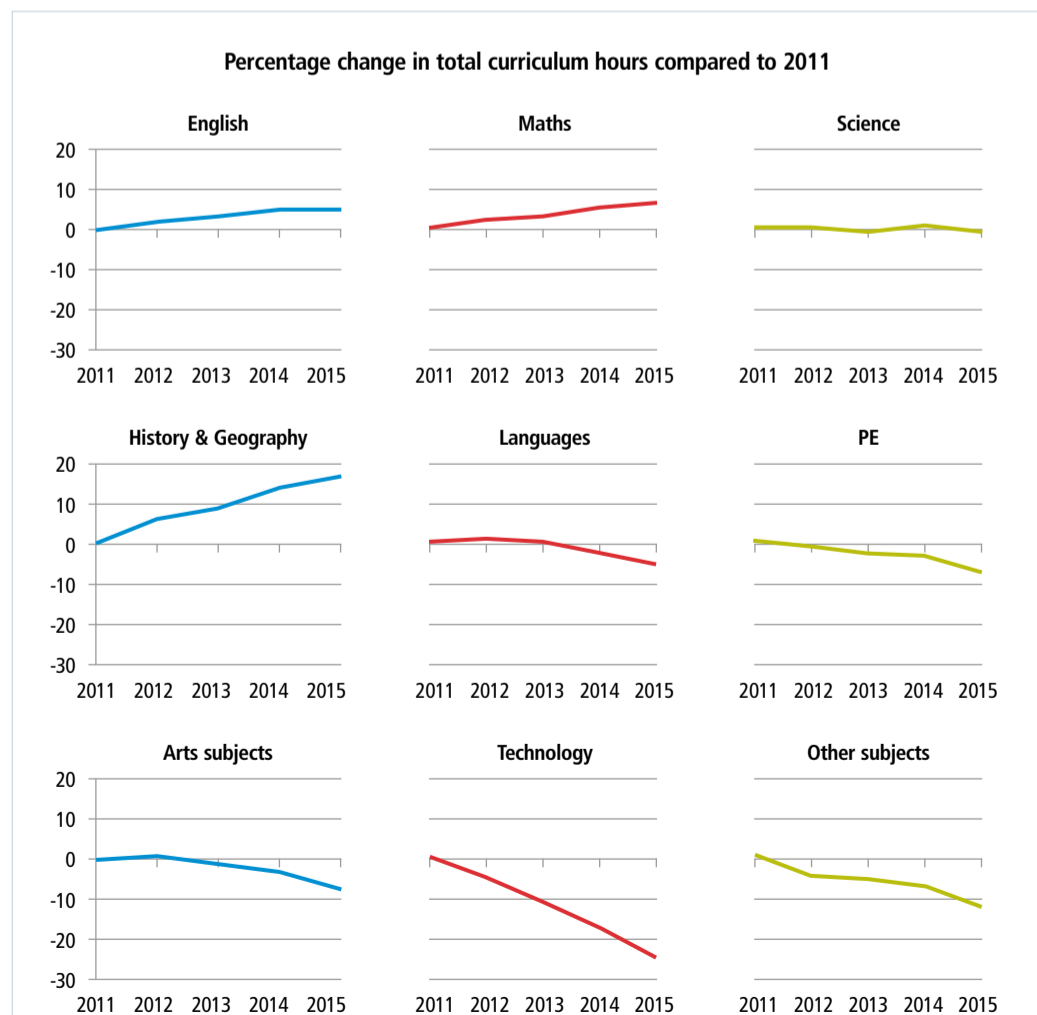 Percentage change in total curriculum hours compared to 2011
English Maths Science
20
10
0
-10
-20
-30
2011 2012 2013 2014 2015 2011 2012 2013 2014 2015 2011 2012 2013 2014 2015
History & Geography Languages PE
20
10
0
-10
-20
-30
2011 2012 2013 2014 2015 2011 2012 2013 2014 2015 2011 2012 2013 2014 2015
Arts subjects Technology Other subjects
20
10
0
-10
-20
-30
2011 2012 2013 2014 2015 2011 2012 2013 2014 2015 2011 2012 2013 2014 2015